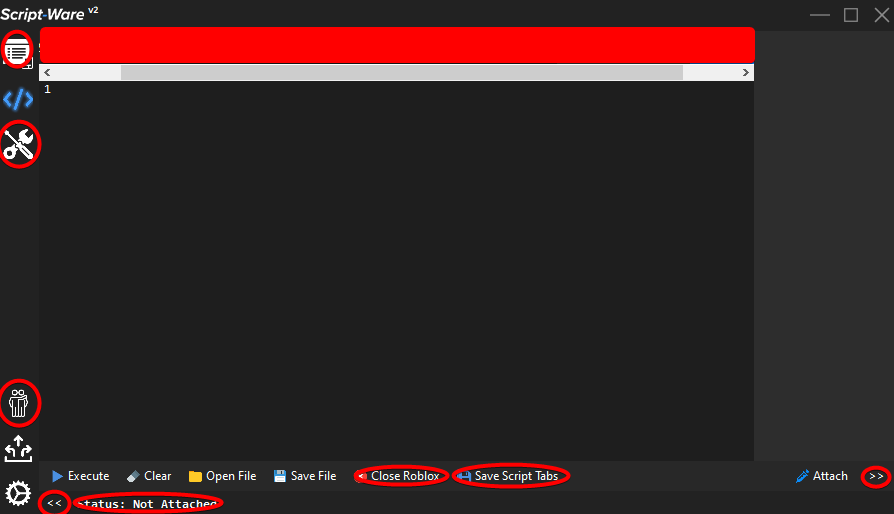 Script-Ware v2
1
Execute Clear Open File Save File Close Roblox Save Script Tabs Attach >>
<< Status: Not Attached